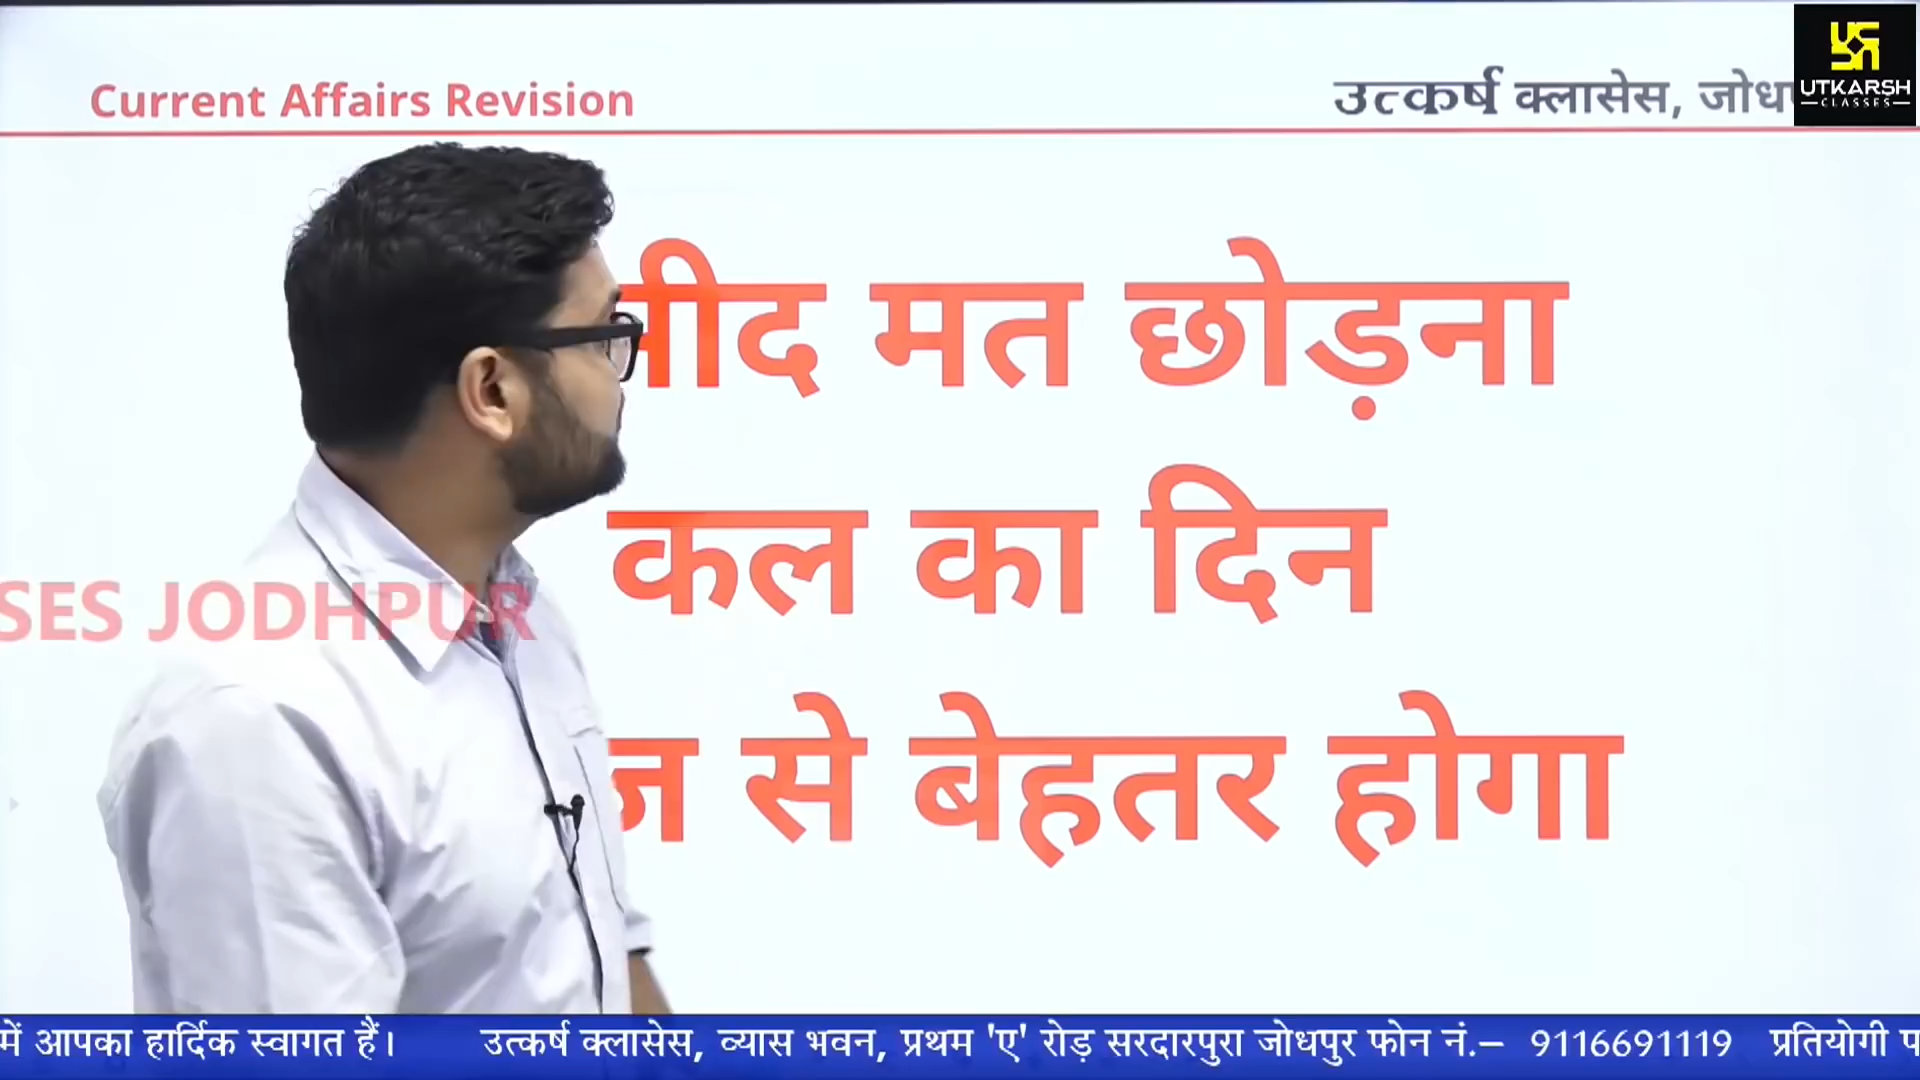 Current Affairs Revision
उत्कर्ष क्लासेस,
UTKARSH
CLASSES
मत छोड़ना
कल का दिन
से बेहतर होगा
JODHPUR
में आपका हार्दिक स्वागत हैं। उत्कर्ष क्लासेस, व्यास भवन, प्रथम 'ए' रोड़ सरदारपुरा जोधपुर फोन नं.– 9116691119 प्रतियोगी